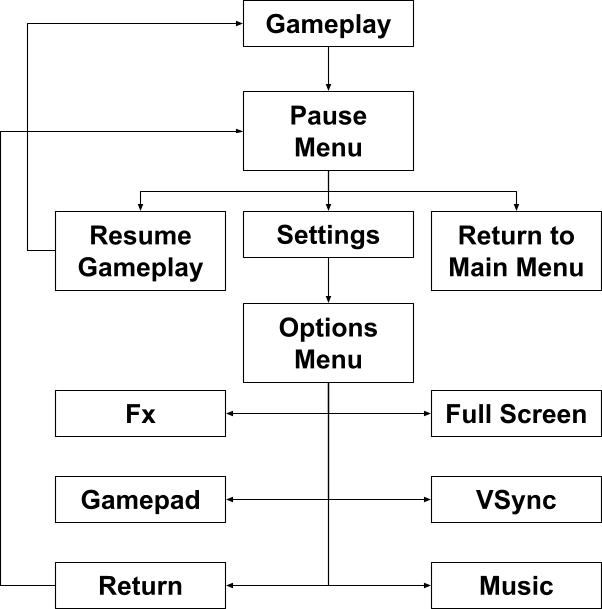 Gameplay
Pause
Menu
Resume
Gameplay
Settings
Return to
Main Menu
Options
Menu
Fx
Full Screen
Gamepad
VSync
Return
Music